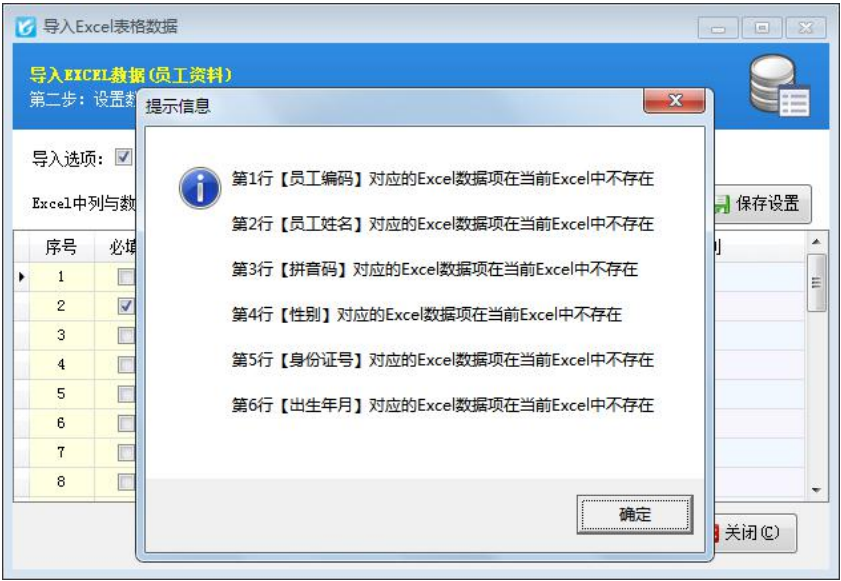 导入Excel表格数据
导入EXCEL数据(员工资料)
第二步：设置数
提示信息
导入选项：
第1行【员工编码】对应的Excel数据项在当前Excel中不存在
Excel中列与数
保存设置
第2行【员工姓名】对应的Excel数据项在当前Excel中不存在
序号 必填
第3行【拼音码】对应的Excel数据项在当前Excel中不存在
1
2
第4行【性别】对应的Excel数据项在当前Excel中不存在
3
4
第5行【身份证号】对应的Excel数据项在当前Excel中不存在
5
第6行【出生年月】对应的Excel数据项在当前Excel中不存在
6
7
8
确定
关闭(C)